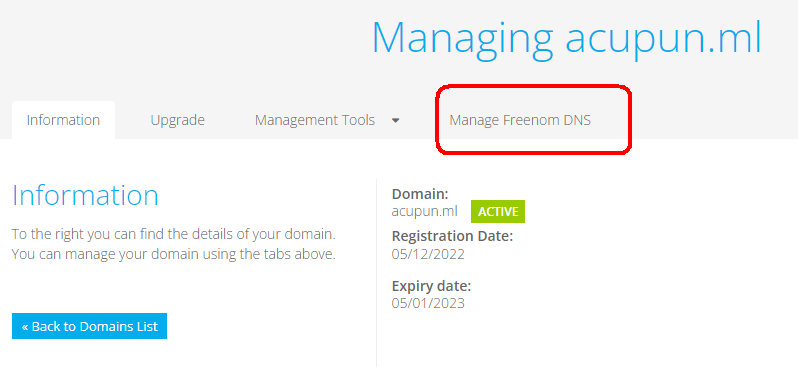 Managing acupun.ml
Information
Upgrade
Management Tools
Manage Freenom DNS
Information
To the right you can find the details of your domain.
You can manage your domain using the tabs above.
« Back to Domains List
Domain:
acupun.ml ACTIVE
Registration Date:
05/12/2022
Expiry date:
05/01/2023